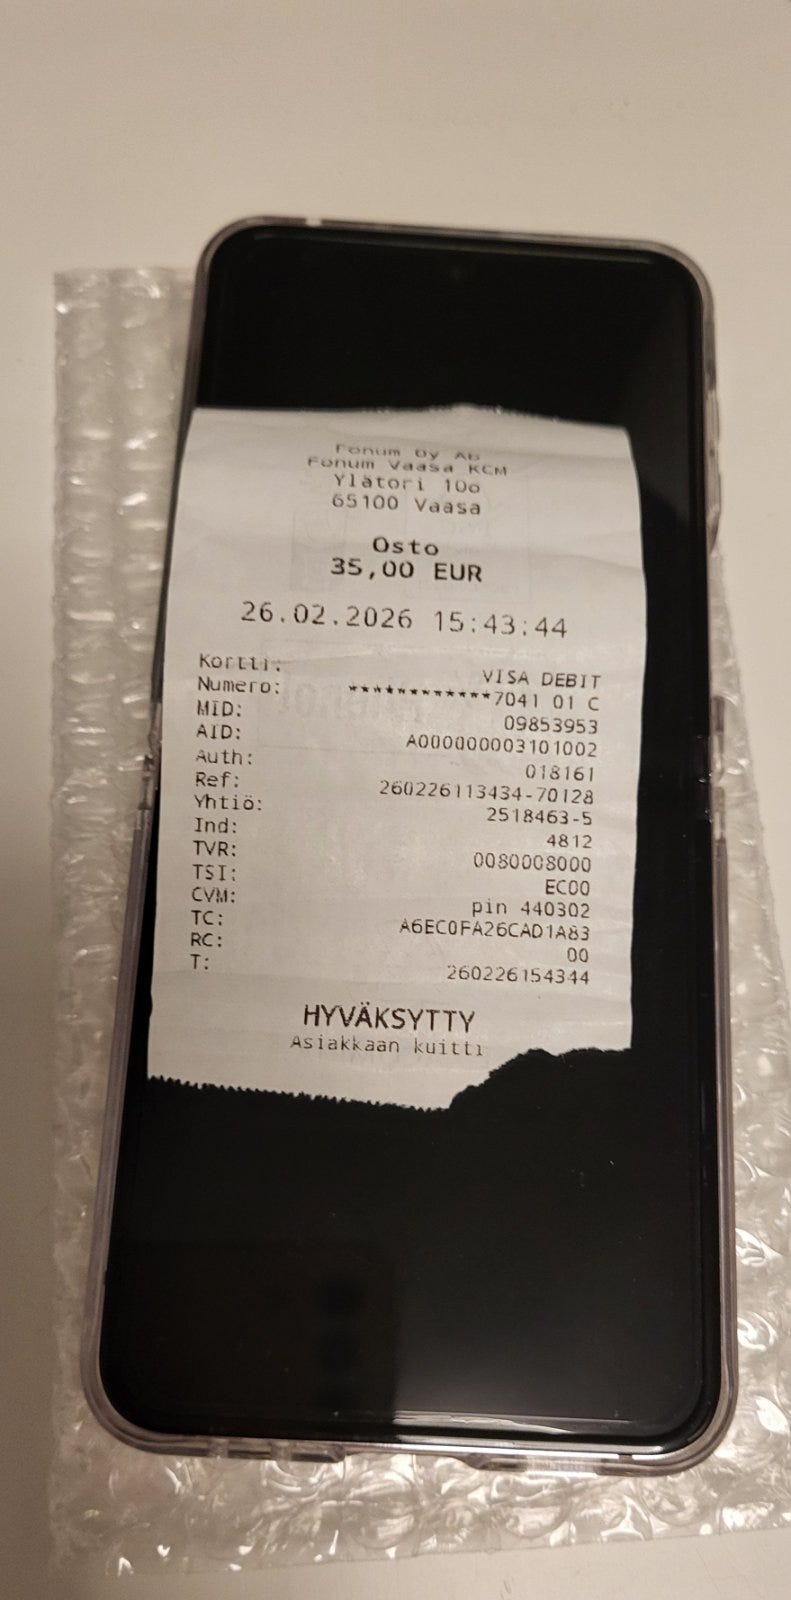 Fonum Oy Ab
Fonum Vaasa KCM
Ylätori 10o
65100 Vaasa
Osto
35,00 EUR
26.02.2026 15:43:44
Kortti: VISA DEBIT
Numero: ************7041 01 C
MID: 09853953
AID: A000000003101002
Auth: 018161
Ref: 260226113434-70128
Yhtiö: 2518463-5
Ind: 4812
TVR: 0080008000
TSI: EC00
CVM: pin 440302
TC: A6EC0FA26CAD1A83
RC: 00
T: 260226154344
HYVÄKSYTTY
Asiakkaan kuitti